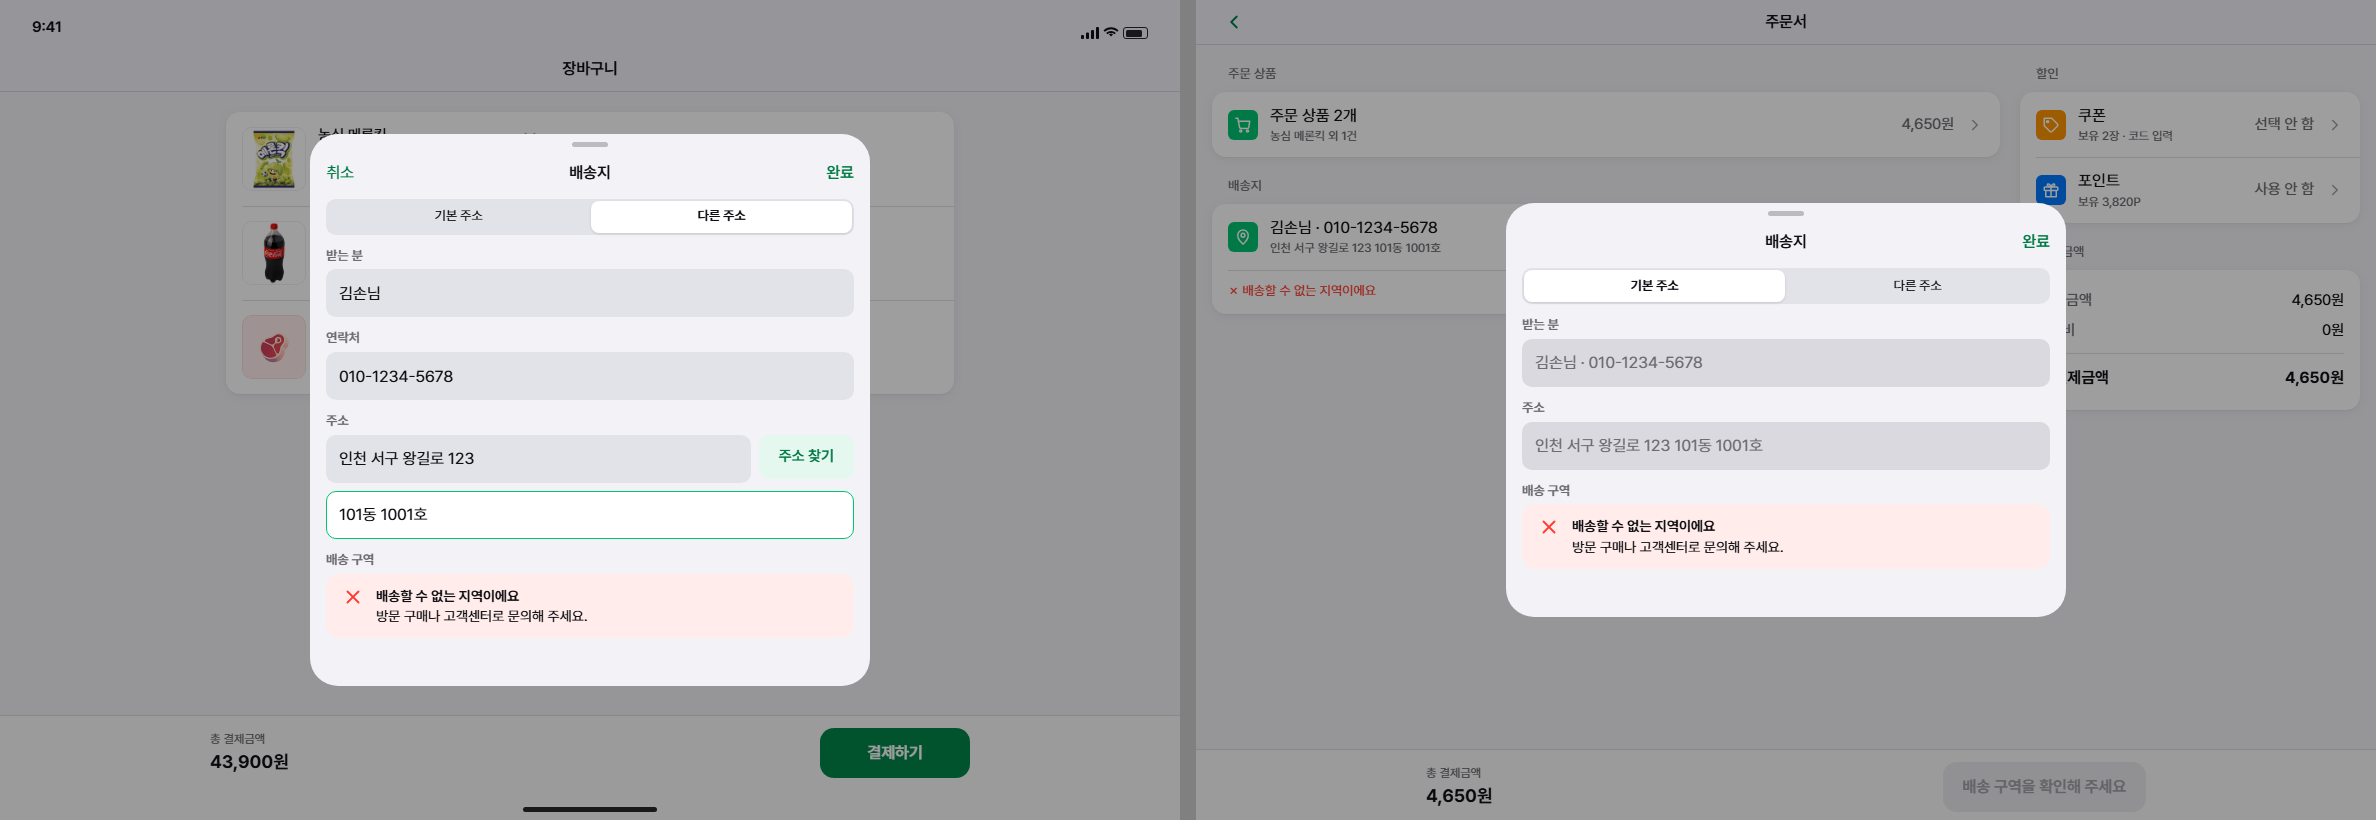 9:41
장바구니
농심 메론킥
취소
배송지
완료
기본 주소
다른 주소
받는 분
김손님
연락처
010-1234-5678
주소
인천 서구 왕길로 123
주소 찾기
101동 1001호
배송 구역
배송할 수 없는 지역이에요
방문 구매나 고객센터로 문의해 주세요.
총 결제금액
43,900원
결제하기
주문서
주문 상품
주문 상품 2개
농심 메론킥 외 1건
4,650원
배송지
김손님 · 010-1234-5678
인천 서구 왕길로 123 101동 1001호
× 배송할 수 없는 지역이에요
할인
쿠폰
보유 2장 · 코드 입력
선택 안 함
포인트
보유 3,820P
사용 안 함
금액
금액
4,650원
비
0원
제금액
4,650원
배송지
완료
기본 주소
다른 주소
받는 분
김손님 · 010-1234-5678
주소
인천 서구 왕길로 123 101동 1001호
배송 구역
배송할 수 없는 지역이에요
방문 구매나 고객센터로 문의해 주세요.
총 결제금액
4,650원
배송 구역을 확인해 주세요